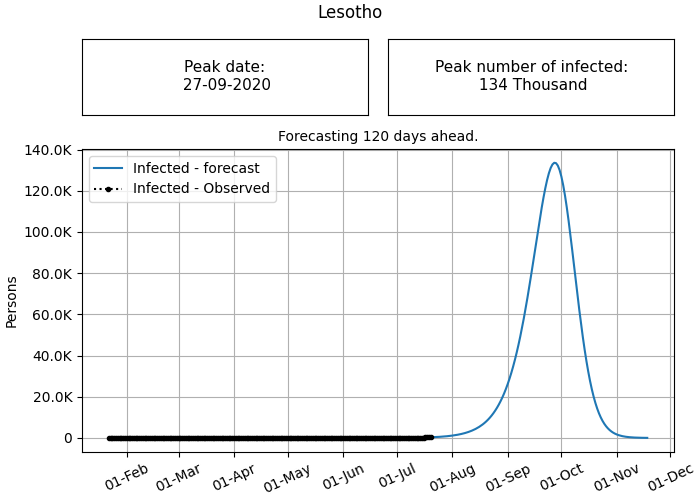 Lesotho
Peak date:
27-09-2020
Peak number of infected:
134 Thousand
Forecasting 120 days ahead.
Infected - forecast
Infected - Observed
Persons
140.0K
120.0K
100.0K
80.0K
60.0K
40.0K
20.0K
0
01-Feb
01-Mar
01-Apr
01-May
01-Jun
01-Jul
01-Aug
01-Sep
01-Oct
01-Nov
01-Dec